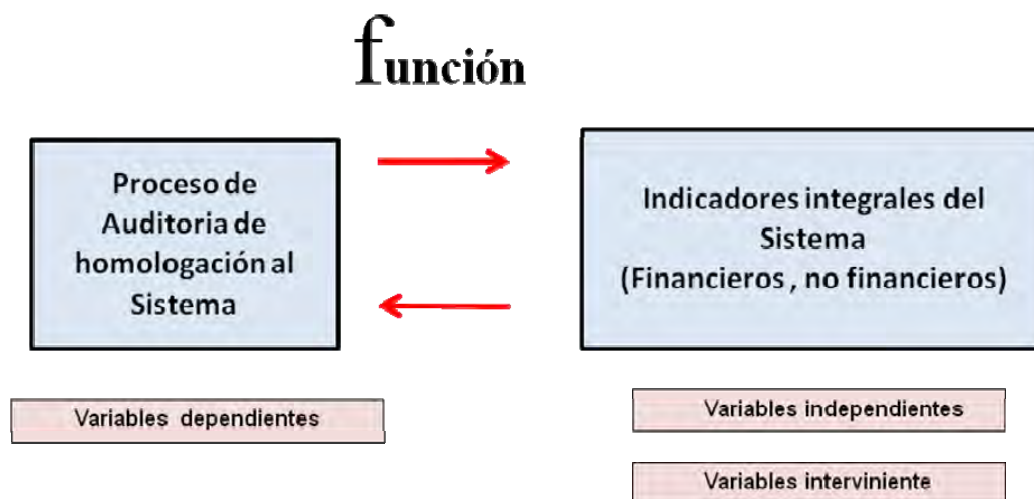 función
Proceso de
Auditoria de
homologación al
Sistema
Indicadores integrales del
Sistema
(Financieros , no financieros)
Variables dependientes
Variables independientes
Variables interviniente